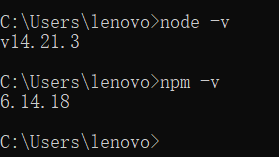 C:\Users\lenovo>node -v
v14.21.3
C:\Users\lenovo>npm -v
6.14.18
C:\Users\lenovo>